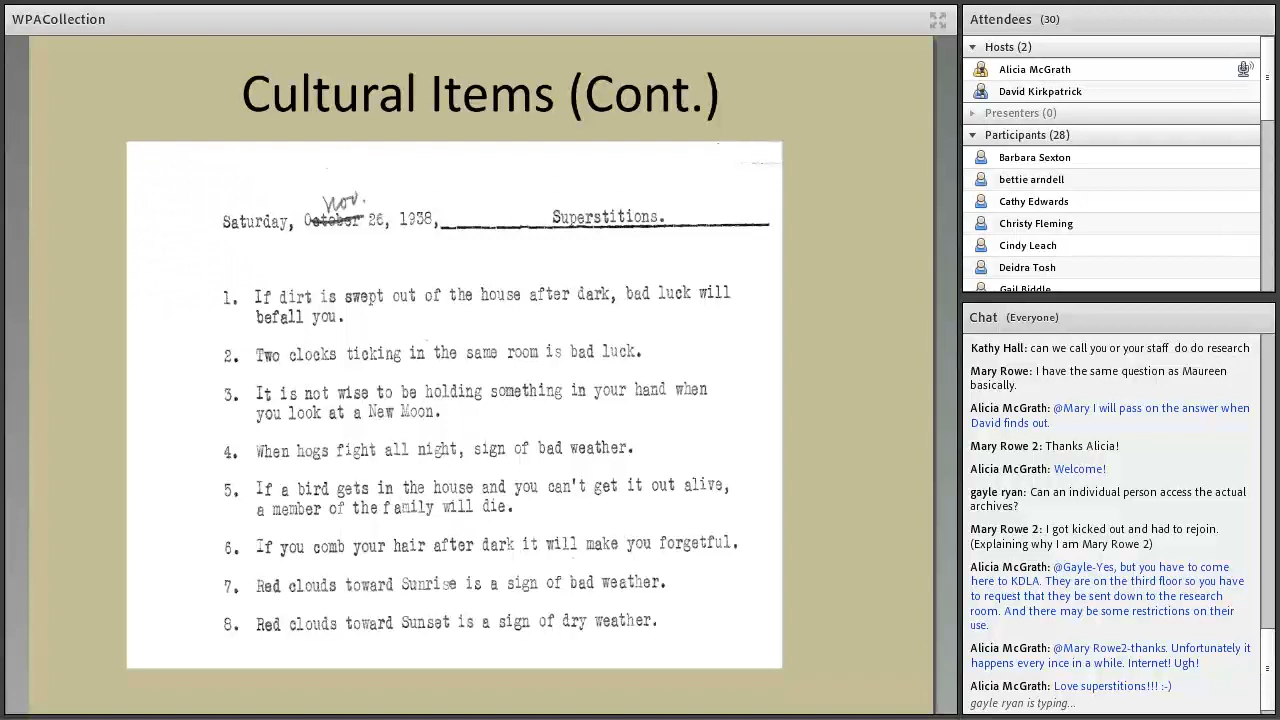 WPACollection
Cultural Items (Cont.)
Nov.
Saturday, October 26, 1938, Superstitions.
1. If dirt is swept out of the house after dark, bad luck will
befall you.
2. Two clocks ticking in the same room is bad luck.
3. It is not wise to be holding something in your hand when
you look at a New Moon.
4. When hogs fight all night, sign of bad weather.
5. If a bird gets in the house and you can't get it out alive,
a member of the family will die.
6. If you comb your hair after dark it will make you forgetful.
7. Red clouds toward Sunrise is a sign of bad weather.
8. Red clouds toward Sunset is a sign of dry weather.
Attendees (30)
Hosts (2)
Alicia McGrath
David Kirkpatrick
Presenters (0)
Participants (28)
Barbara Sexton
bettie arndell
Cathy Edwards
Christy Fleming
Cindy Leach
Deidra Tosh
Gail Biddle
Chat (Everyone)
Kathy Hall: can we call you or your staff do do research
Mary Rowe: I have the same question as Maureen
basically.
Alicia McGrath: @Mary I will pass on the answer when
David finds out.
Mary Rowe 2: Thanks Alicia!
Alicia McGrath: Welcome!
gayle ryan: Can an individual person access the actual
archives?
Mary Rowe 2: I got kicked out and had to rejoin.
(Explaining why I am Mary Rowe 2)
Alicia McGrath: @Gayle-Yes, but you have to come
here to KDLA. They are on the third floor so you have
to request that they be sent down to the research
room. And there may be some restrictions on their
use.
Alicia McGrath: @Mary Rowe2-thanks. Unfortunately it
happens every ince in a while. Internet! Ugh!
Alicia McGrath: Love superstitions!!! :-)
gayle ryan is typing...